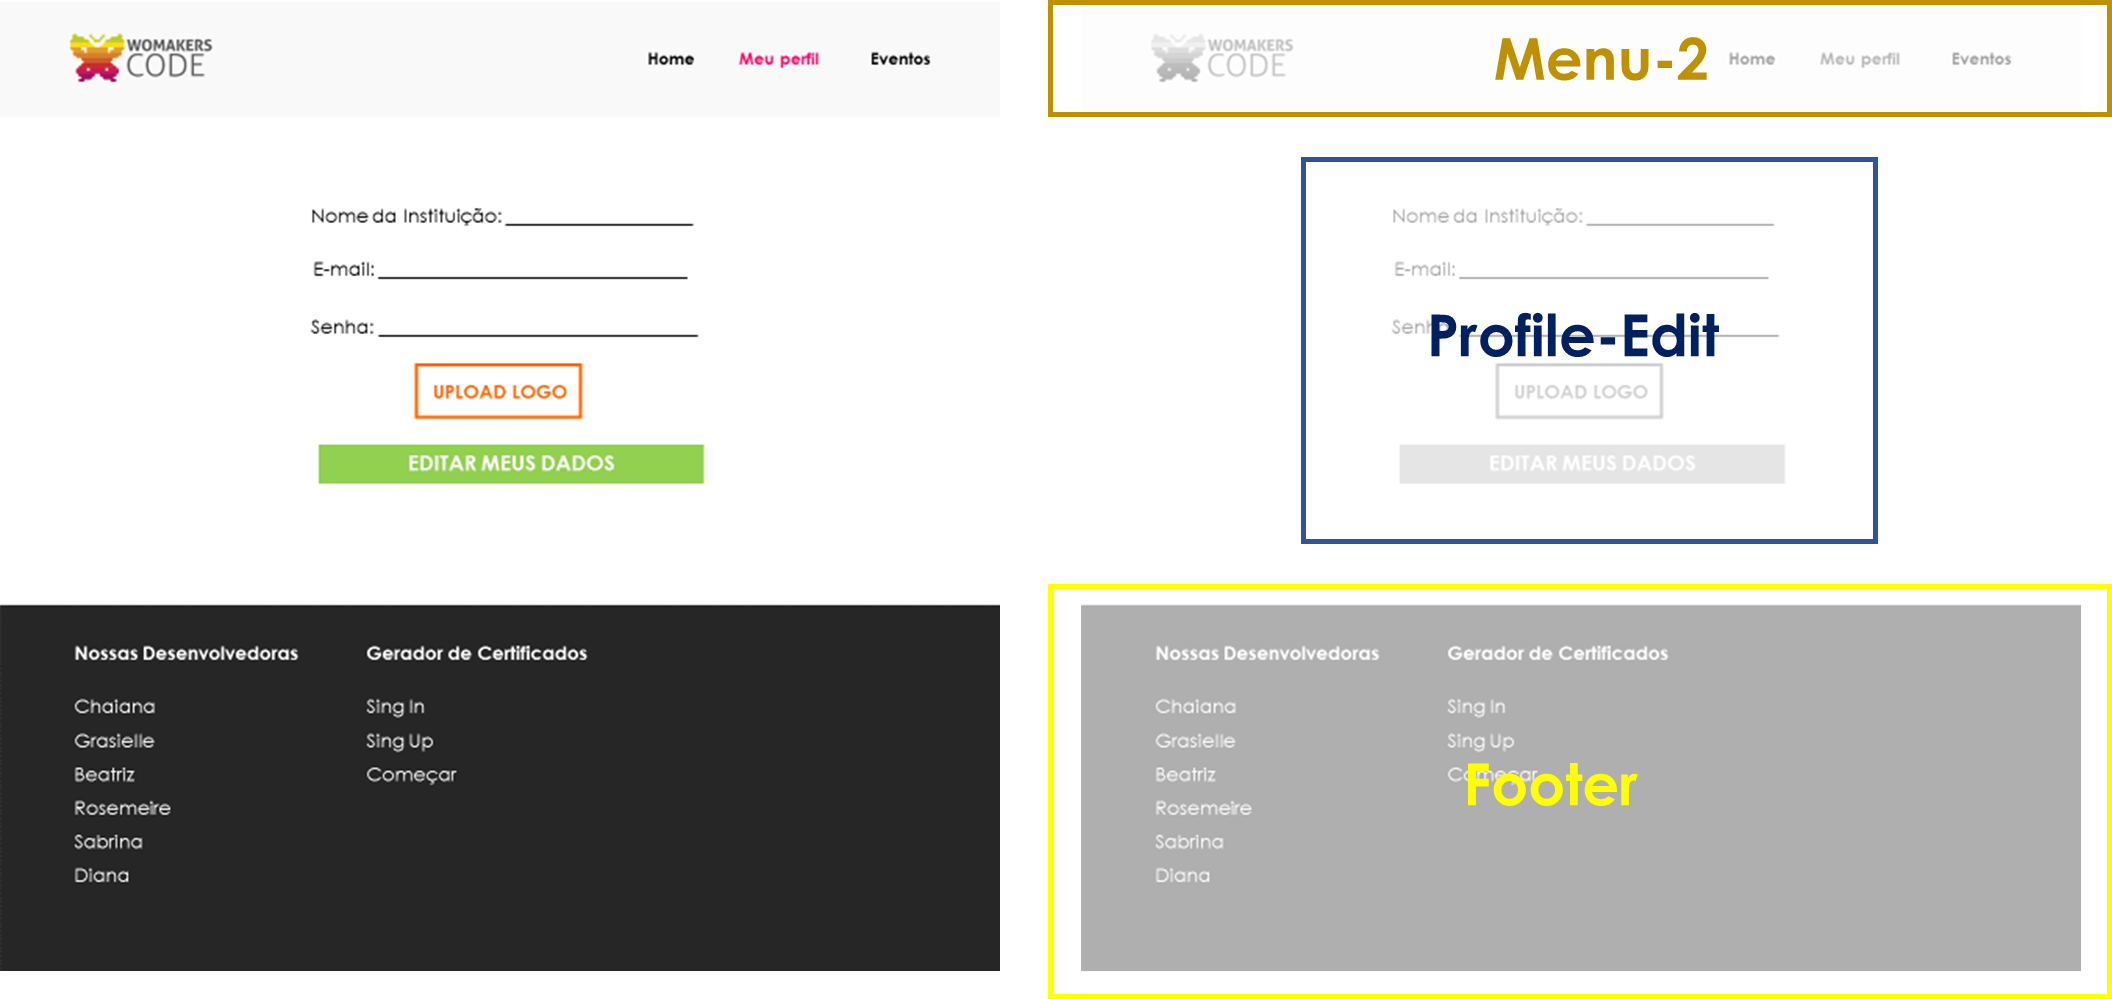 WOMAKERS
CODE
Home Meu perfil Eventos
Nome da Instituição:
E-mail:
Senha:
UPLOAD LOGO
EDITAR MEUS DADOS
Nossas Desenvolvedoras Gerador de Certificados
Chaiana Sing In
Grasielle Sing Up
Beatriz Começar
Rosemeire
Sabrina
Diana
WOMAKERS
CODE
Menu-2
Home Meu perfil Eventos
Nome da Instituição:
E-mail:
Senha:
Profile-Edit
UPLOAD LOGO
EDITAR MEUS DADOS
Nossas Desenvolvedoras Gerador de Certificados
Chaiana Sing In
Grasielle Sing Up
Beatriz Começar
Footer
Rosemeire
Sabrina
Diana